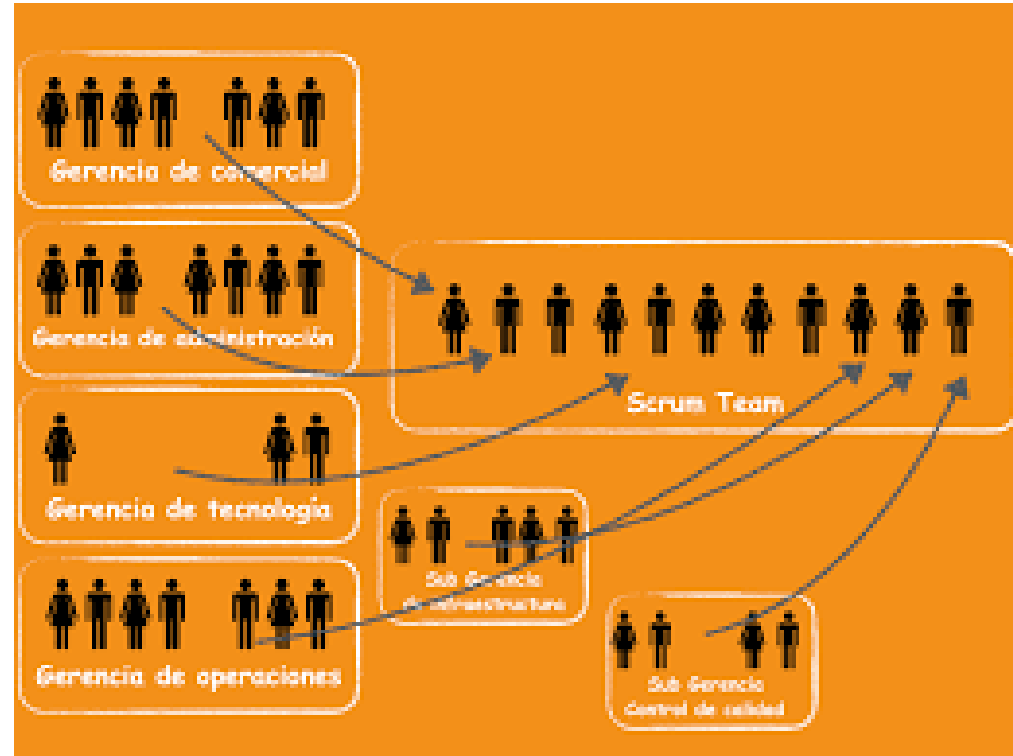 Gerencia de comercial
Gerencia de administración
Scrum Team
Gerencia de tecnología
Sub Gerencia
de infraestructura
Gerencia de operaciones
Sub Gerencia
Control de calidad